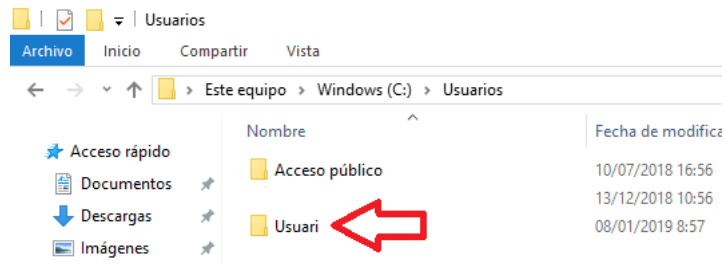 Usuarios
Archivo Inicio Compartir Vista
Este equipo > Windows (C:) > Usuarios
Nombre Fecha de modifica
Acceso rápido
Acceso público 10/07/2018 16:56
Documentos
13/12/2018 10:56
Descargas
Usuari 08/01/2019 8:57
Imágenes